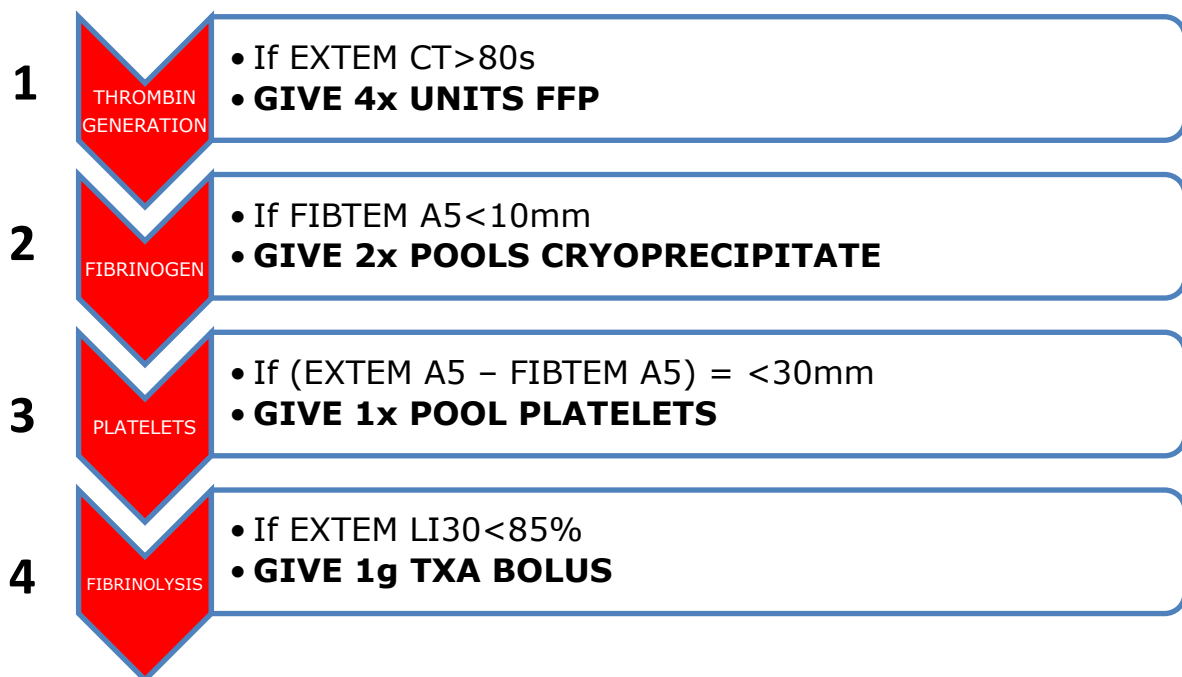 1
THROMBIN
GENERATION
• If EXTEM CT>80s
• GIVE 4x UNITS FFP
2
FIBRINOGEN
• If FIBTEM A5<10mm
• GIVE 2x POOLS CRYOPRECIPITATE
3
PLATELETS
• If (EXTEM A5 – FIBTEM A5) = <30mm
• GIVE 1x POOL PLATELETS
4
FIBRINOLYSIS
• If EXTEM LI30<85%
• GIVE 1g TXA BOLUS